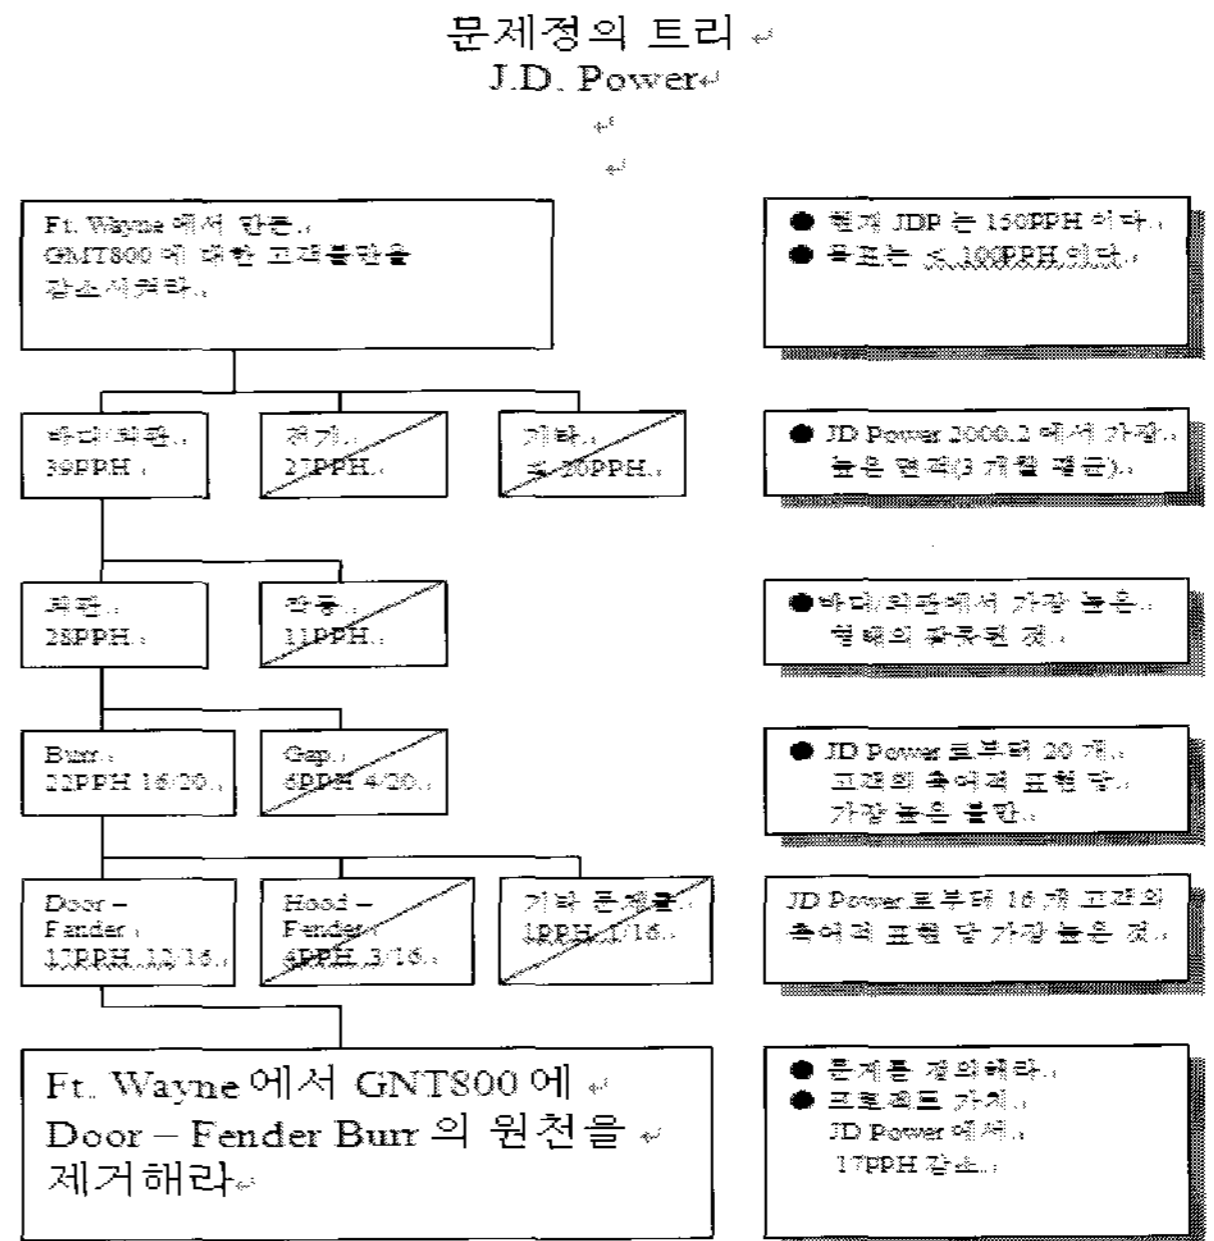 문제정의 트리
J.D. Power
Ft. Wayne 에서 만든
GMT800 에 대한 고객불만을
감소시켜라.
● 현재 JDP 는 150PPH 이다.
● 목표는 ≤ 100PPH 이다.
바디/외판
39PPH
전기
27PPH
기타
≤ 20PPH
● JD Power 2000.2 에서 가장
높은 면적(3 개월 평균)
외판
28PPH
작동
11PPH
●바디/외판에서 가장 높은
형태의 잘못된 것
Burr
22PPH 16/20
Gap
6PPH 4/20
● JD Power 로부터 20 개
고객의 축어적 표현 당
가장 높은 불만
Door –
Fender
17PPH 12/16
Hood –
Fender
4PPH 3/16
기타 문제들
1PPH 1/16
JD Power 로부터 16 개 고객의
축어적 표현 당 가장 높은 것
Ft. Wayne 에서 GNT800 에
Door – Fender Burr 의 원천을
제거해라
● 문제를 정의해라
● 프로젝트 가치
JD Power 에서
17PPH 감소